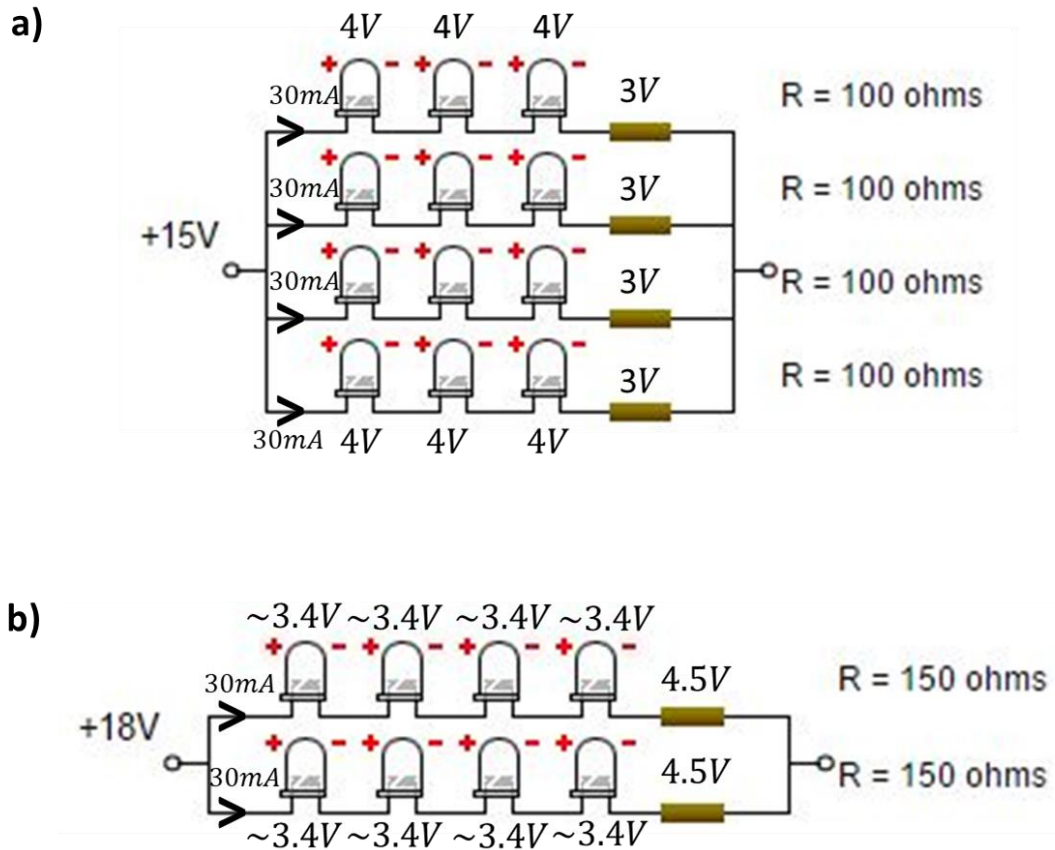 a)
4V 4V 4V
+ - + - + -
30mA
3V
R = 100 ohms
+ - + - + -
30mA
3V
R = 100 ohms
+15V
+ - + - + -
30mA
3V
R = 100 ohms
+ - + - + -
3V
R = 100 ohms
30mA 4V 4V 4V
b)
~3.4V ~3.4V ~3.4V ~3.4V
+ - + - + - + -
30mA
4.5V
R = 150 ohms
+18V
+ - + - + - + -
30mA
4.5V
R = 150 ohms
~3.4V ~3.4V ~3.4V ~3.4V